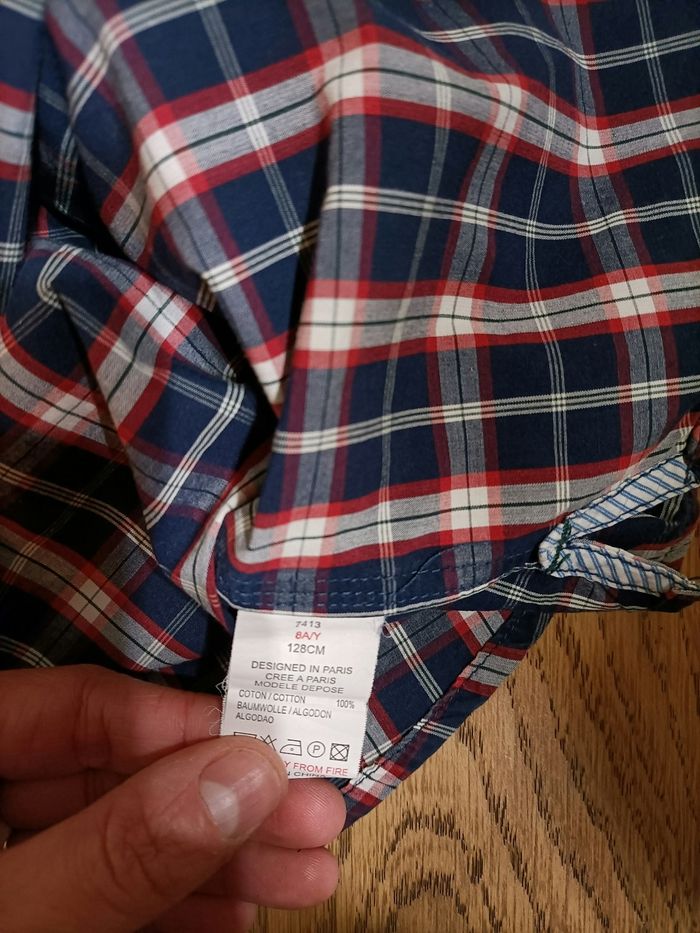 7413
8A/Y
128CM
DESIGNED IN PARIS
CREE A PARIS
MODELE DEPOSE
COTON / COTTON 100%
BAUMWOLLE / ALGODON
ALGODAO
FROM FIRE